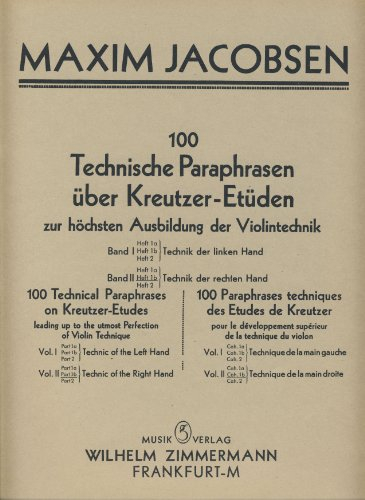 MAXIM JACOBSEN
100
Technische Paraphrasen
über Kreutzer-Etüden
zur höchsten Ausbildung der Violintechnik
Band I Heft 1a Heft 1b Heft 2 Technik der linken Hand
Band II Heft 1a Heft 1b Heft 2 Technik der rechten Hand
100 Technical Paraphrases
on Kreutzer-Etudes
leading up to the utmost Perfection
of Violin Technique
Vol. I Part 1a Part 1b Part 2 Technic of the Left Hand
Vol. II Part 1a Part 1b Part 2 Technic of the Right Hand
100 Paraphrases techniques
des Etudes de Kreutzer
pour le développement supérieur
de la technique du violon
Vol. I Cah. 1a Cah. 1b Cah. 2 Technique de la main gauche
Vol. II Cah. 1a Cah. 1b Cah. 2 Technique de la main droite
MUSIK VERLAG
WILHELM ZIMMERMANN
FRANKFURT-M